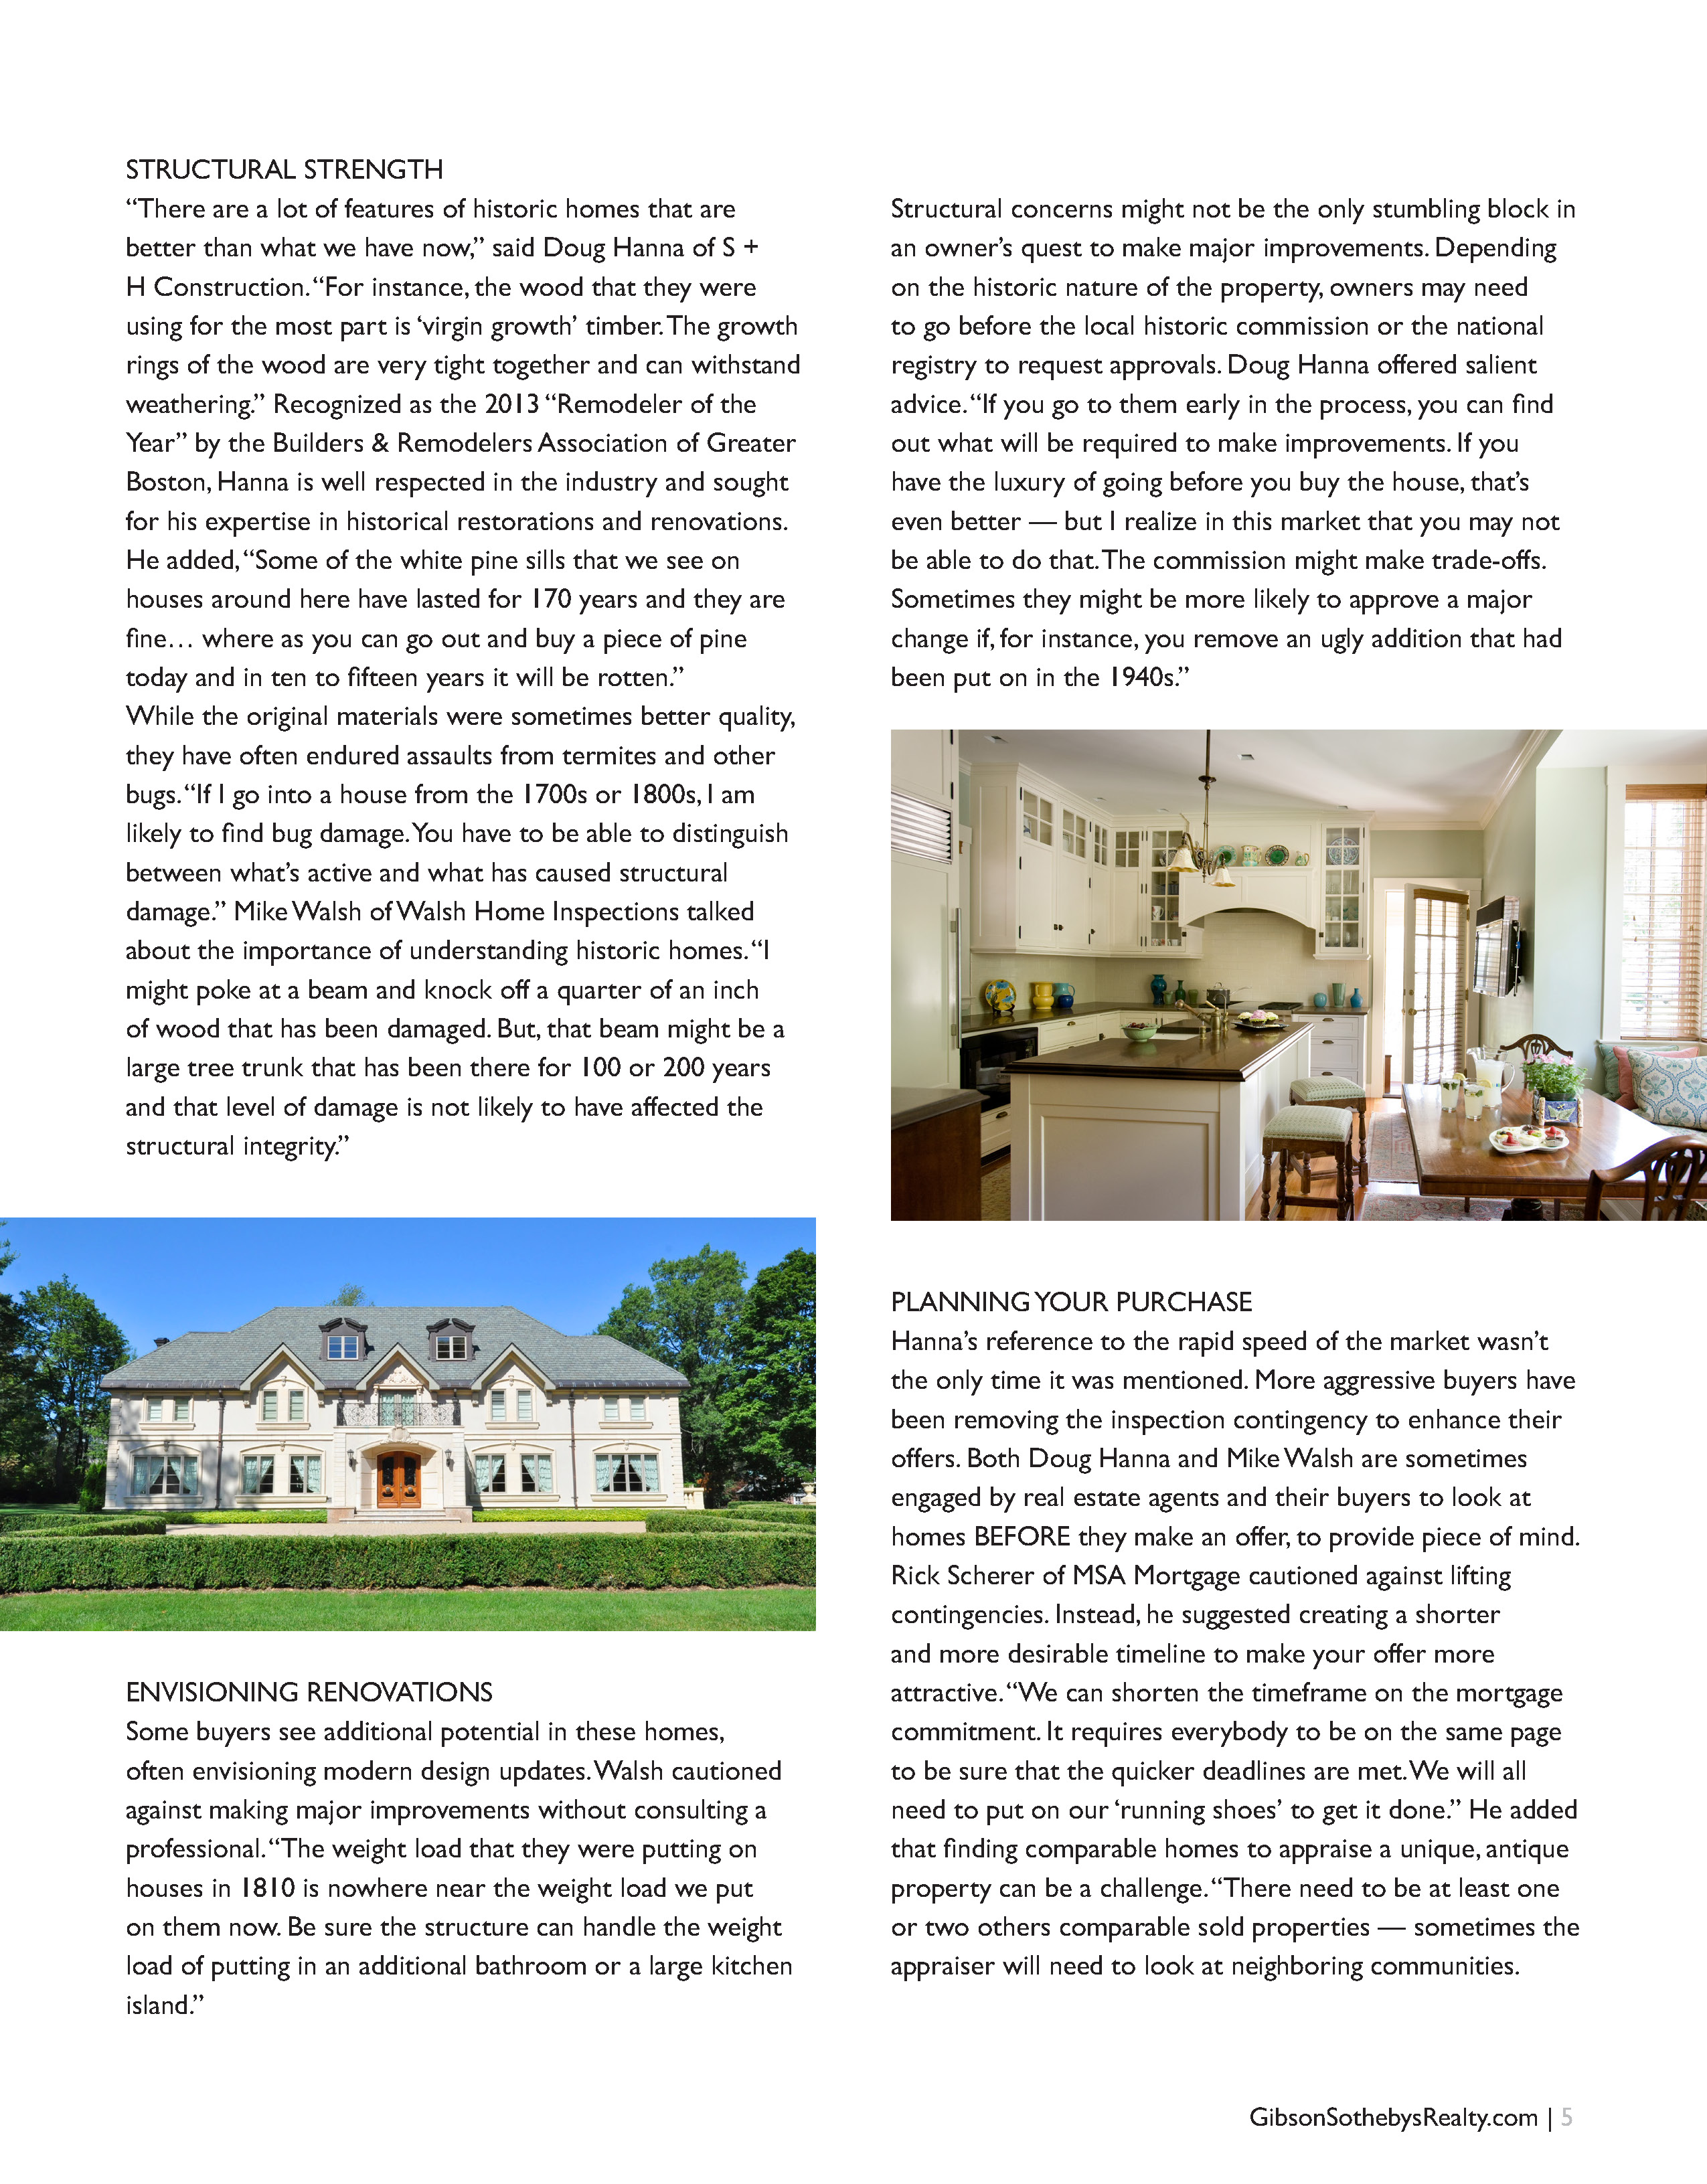 STRUCTURAL STRENGTH
“There are a lot of features of historic homes that are
better than what we have now,” said Doug Hanna of S +
H Construction. “For instance, the wood that they were
using for the most part is ‘virgin growth’ timber. The growth
rings of the wood are very tight together and can withstand
weathering.” Recognized as the 2013 “Remodeler of the
Year” by the Builders & Remodelers Association of Greater
Boston, Hanna is well respected in the industry and sought
for his expertise in historical restorations and renovations.
He added, “Some of the white pine sills that we see on
houses around here have lasted for 170 years and they are
fine… where as you can go out and buy a piece of pine
today and in ten to fifteen years it will be rotten.”
While the original materials were sometimes better quality,
they have often endured assaults from termites and other
bugs. “If I go into a house from the 1700s or 1800s, I am
likely to find bug damage. You have to be able to distinguish
between what’s active and what has caused structural
damage.” Mike Walsh of Walsh Home Inspections talked
about the importance of understanding historic homes. “I
might poke at a beam and knock off a quarter of an inch
of wood that has been damaged. But, that beam might be a
large tree trunk that has been there for 100 or 200 years
and that level of damage is not likely to have affected the
structural integrity.”
ENVISIONING RENOVATIONS
Some buyers see additional potential in these homes,
often envisioning modern design updates. Walsh cautioned
against making major improvements without consulting a
professional. “The weight load that they were putting on
houses in 1810 is nowhere near the weight load we put
on them now. Be sure the structure can handle the weight
load of putting in an additional bathroom or a large kitchen
island.”
Structural concerns might not be the only stumbling block in
an owner’s quest to make major improvements. Depending
on the historic nature of the property, owners may need
to go before the local historic commission or the national
registry to request approvals. Doug Hanna offered salient
advice. “If you go to them early in the process, you can find
out what will be required to make improvements. If you
have the luxury of going before you buy the house, that’s
even better — but I realize in this market that you may not
be able to do that. The commission might make trade-offs.
Sometimes they might be more likely to approve a major
change if, for instance, you remove an ugly addition that had
been put on in the 1940s.”
PLANNING YOUR PURCHASE
Hanna’s reference to the rapid speed of the market wasn’t
the only time it was mentioned. More aggressive buyers have
been removing the inspection contingency to enhance their
offers. Both Doug Hanna and Mike Walsh are sometimes
engaged by real estate agents and their buyers to look at
homes BEFORE they make an offer, to provide piece of mind.
Rick Scherer of MSA Mortgage cautioned against lifting
contingencies. Instead, he suggested creating a shorter
and more desirable timeline to make your offer more
attractive. “We can shorten the timeframe on the mortgage
commitment. It requires everybody to be on the same page
to be sure that the quicker deadlines are met. We will all
need to put on our ‘running shoes’ to get it done.” He added
that finding comparable homes to appraise a unique, antique
property can be a challenge. “There need to be at least one
or two others comparable sold properties — sometimes the
appraiser will need to look at neighboring communities.
GibsonSothebysRealty.com | 5